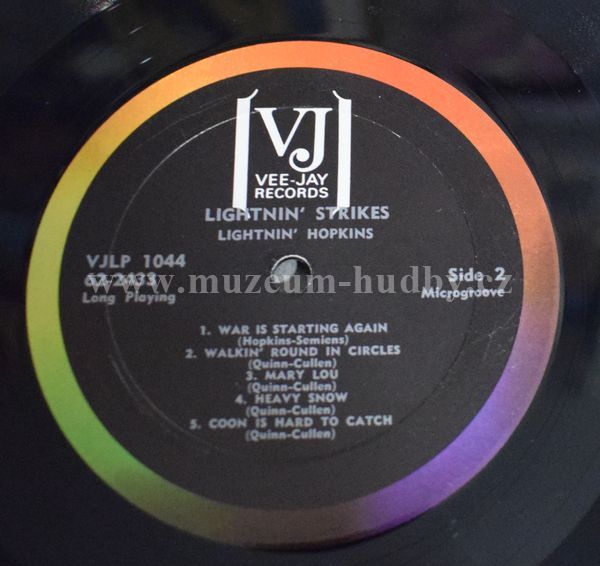 VJ
VEE-JAY
RECORDS
LIGHTNIN' STRIKES
LIGHTNIN' HOPKINS
VJLP 1044
62-2433
Long Playing
Side 2
Microgroove
www.muzeum-hudby.cz
1. WAR IS STARTING AGAIN
(Hopkins-Semiens)
2. WALKIN' ROUND IN CIRCLES
(Quinn-Cullen)
3. MARY LOU
(Quinn-Cullen)
4. HEAVY SNOW
(Quinn-Cullen)
5. COON IS HARD TO CATCH
(Quinn-Cullen)